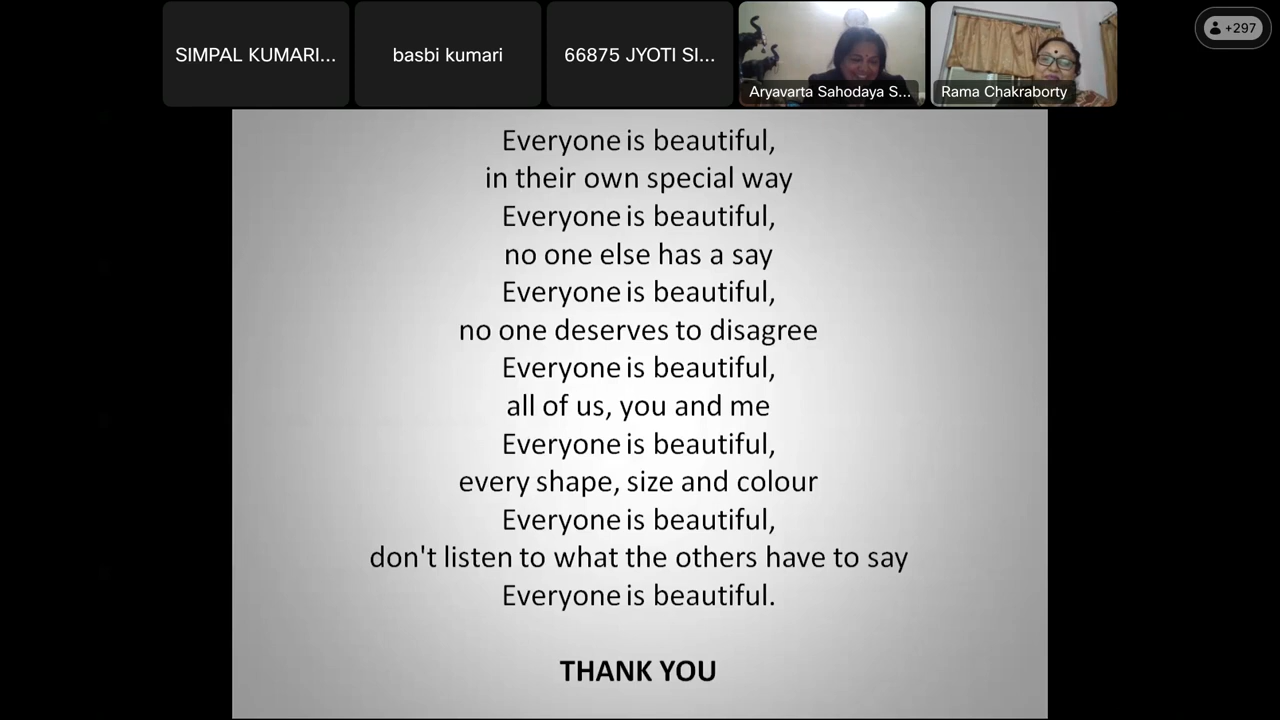 SIMPAL KUMARI...
basbi kumari
66875 JYOTI SI...
Aryavarta Sahodaya S...
Rama Chakraborty
+297
Everyone is beautiful,
in their own special way
Everyone is beautiful,
no one else has a say
Everyone is beautiful,
no one deserves to disagree
Everyone is beautiful,
all of us, you and me
Everyone is beautiful,
every shape, size and colour
Everyone is beautiful,
don't listen to what the others have to say
Everyone is beautiful.
THANK YOU